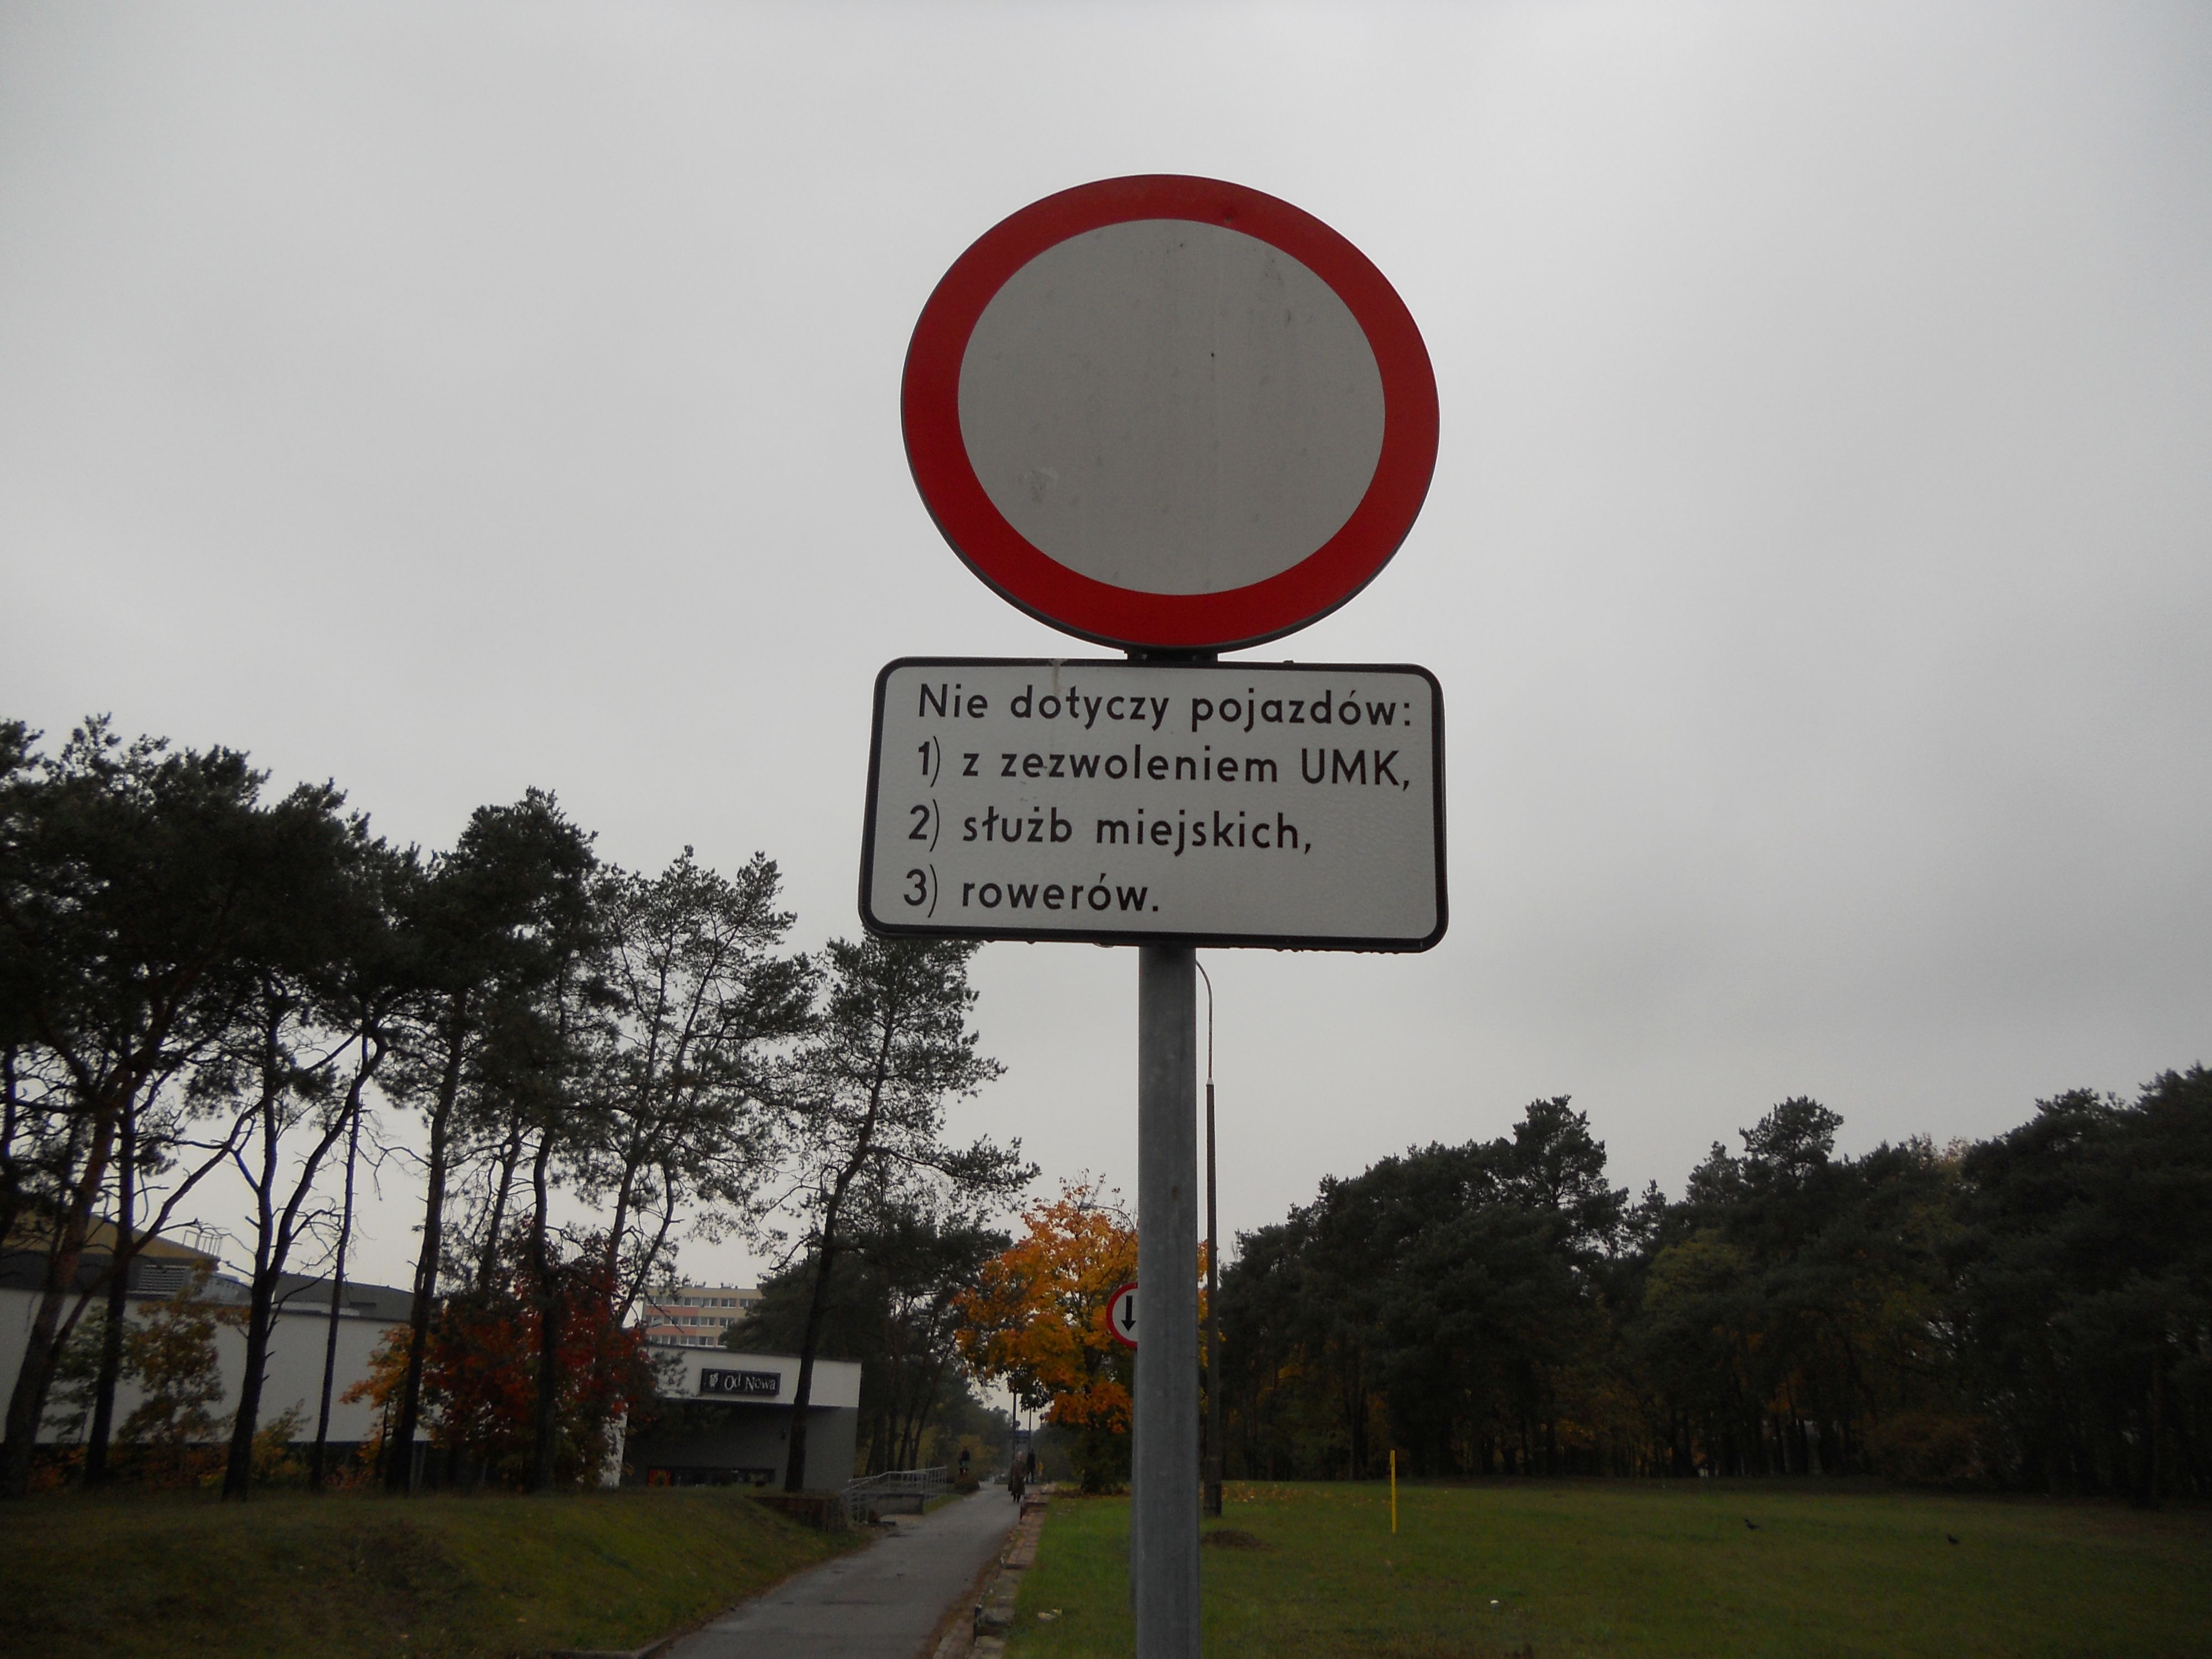 Nie dotyczy pojazdów:
1) z zezwoleniem UMK,
2) służb miejskich,
3) rowerów.
Od Nowa